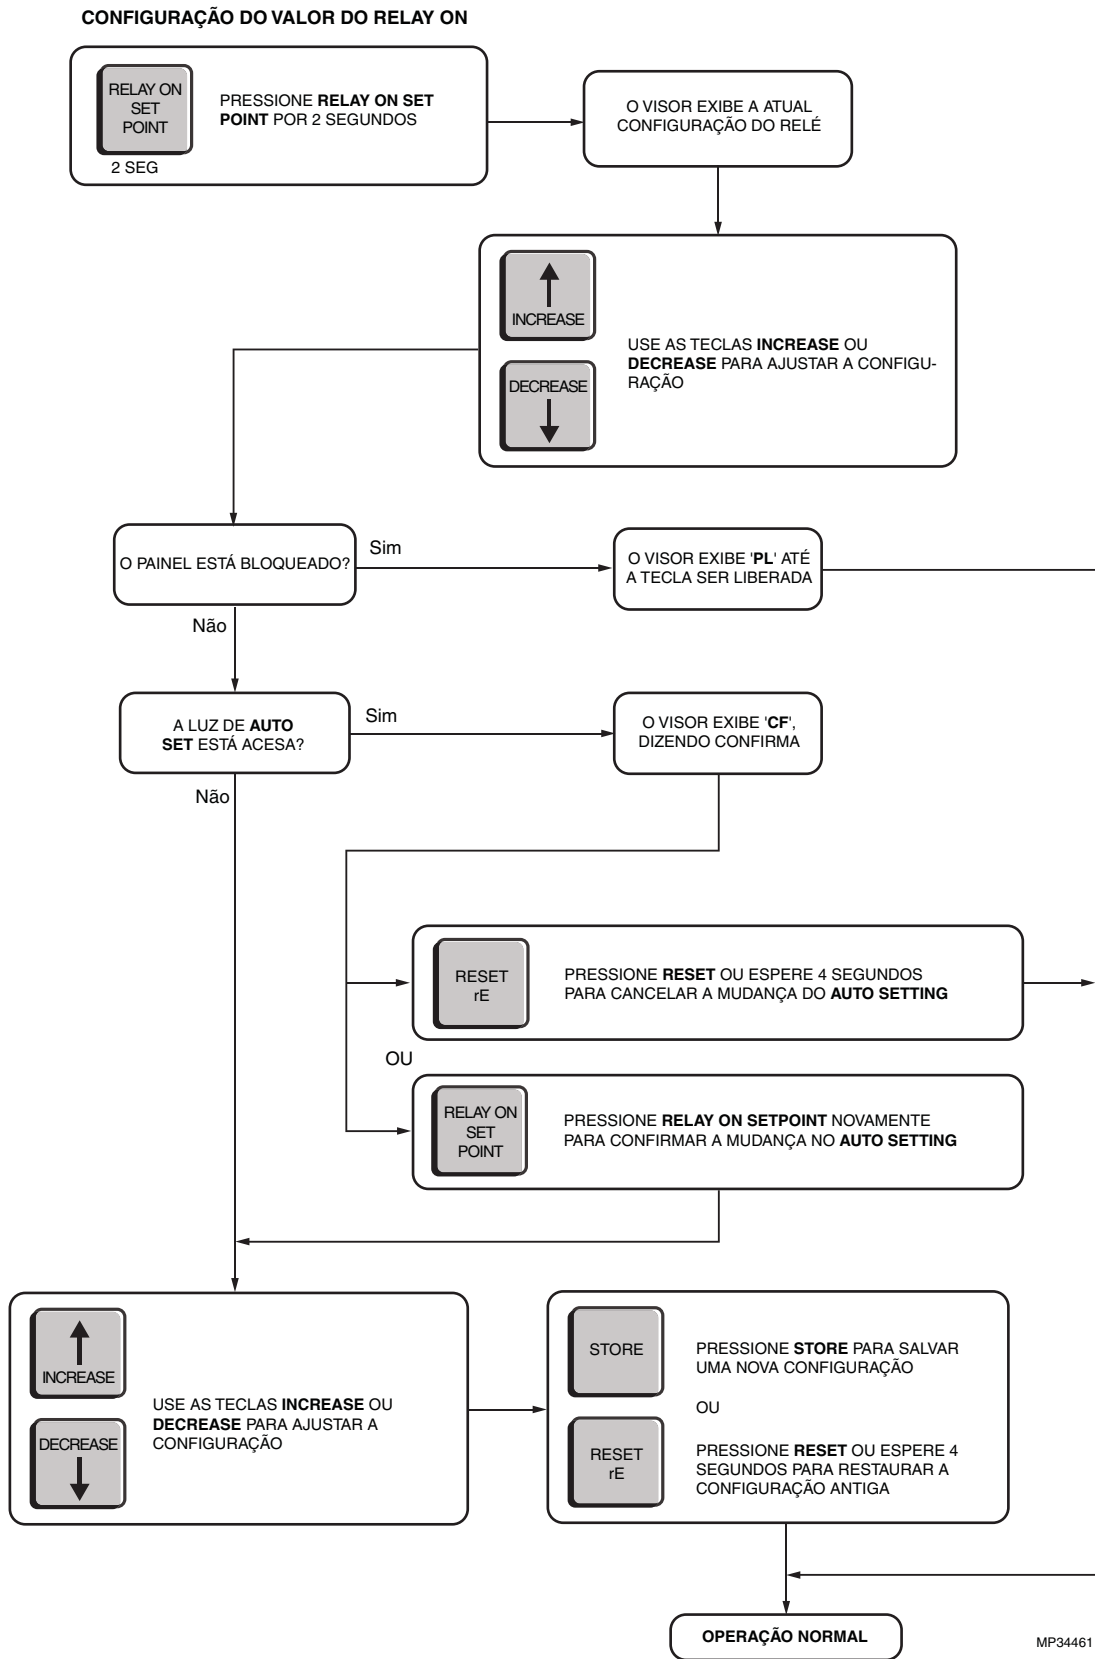 CONFIGURAÇÃO DO VALOR DO RELAY ON
RELAY ON
SET
POINT
2 SEG
PRESSIONE RELAY ON SET
POINT POR 2 SEGUNDOS
O VISOR EXIBE A ATUAL
CONFIGURAÇÃO DO RELÉ
INCREASE
DECREASE
USE AS TECLAS INCREASE OU
DECREASE PARA AJUSTAR A CONFIGU-
RAÇÃO
O PAINEL ESTÁ BLOQUEADO?
Sim
O VISOR EXIBE 'PL' ATÉ
A TECLA SER LIBERADA
Não
A LUZ DE AUTO
SET ESTÁ ACESA?
Sim
O VISOR EXIBE 'CF',
DIZENDO CONFIRMA
Não
RESET
rE
PRESSIONE RESET OU ESPERE 4 SEGUNDOS
PARA CANCELAR A MUDANÇA DO AUTO SETTING
OU
RELAY ON
SET
POINT
PRESSIONE RELAY ON SETPOINT NOVAMENTE
PARA CONFIRMAR A MUDANÇA NO AUTO SETTING
INCREASE
DECREASE
USE AS TECLAS INCREASE OU
DECREASE PARA AJUSTAR A
CONFIGURAÇÃO
STORE
PRESSIONE STORE PARA SALVAR
UMA NOVA CONFIGURAÇÃO
OU
RESET
rE
PRESSIONE RESET OU ESPERE 4
SEGUNDOS PARA RESTAURAR A
CONFIGURAÇÃO ANTIGA
OPERAÇÃO NORMAL
MP34461